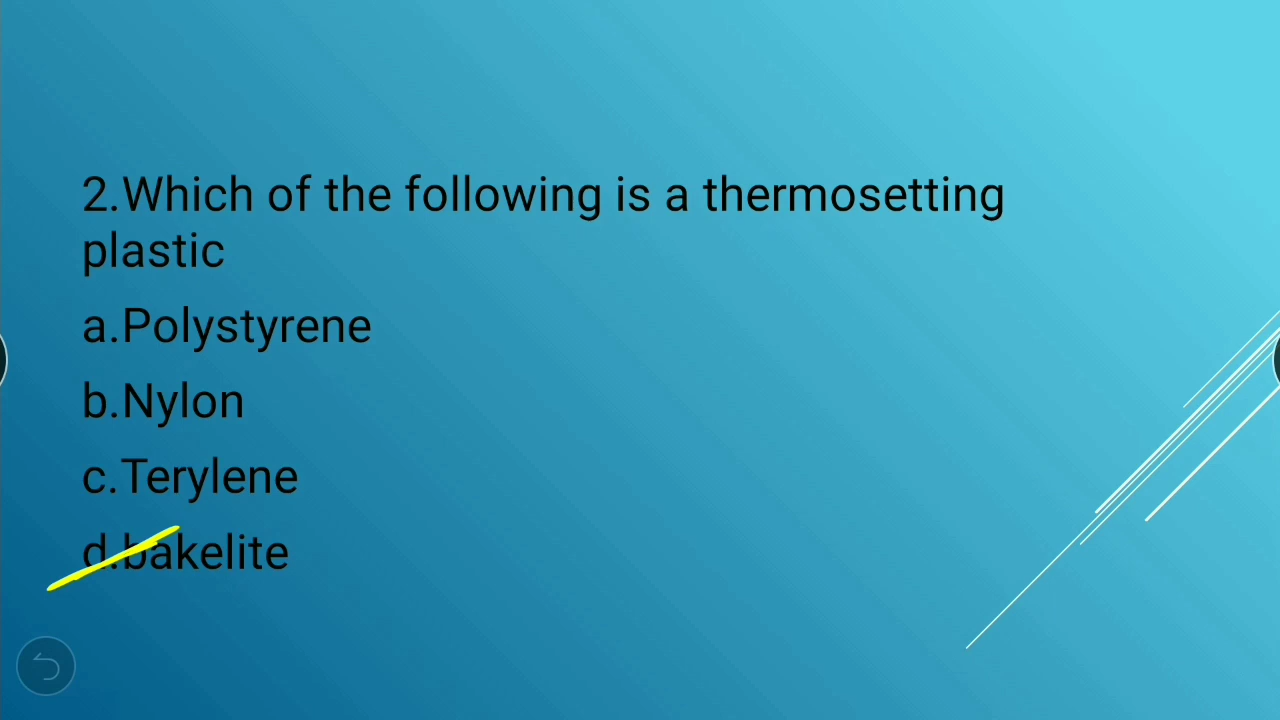 2.Which of the following is a thermosetting
plastic
a.Polystyrene
b.Nylon
c.Terylene
d.bakelite